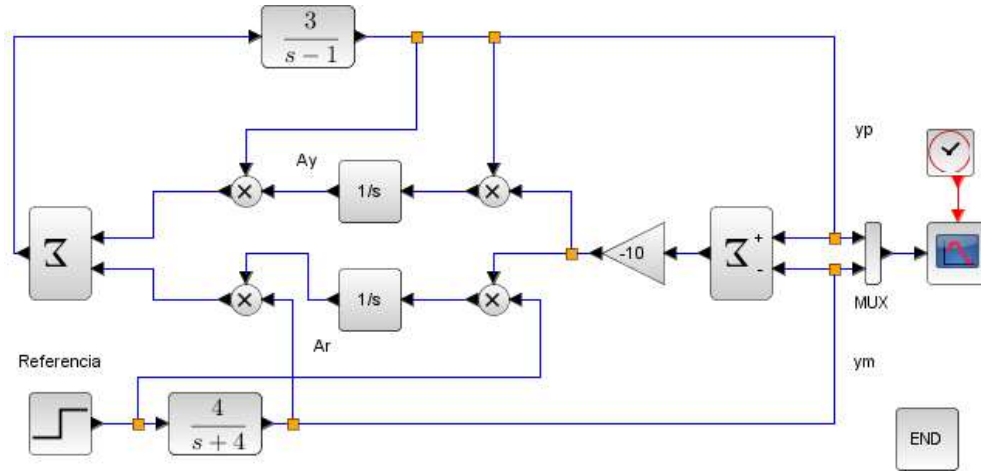 3
s − 1
yp
Ay
×
1/s
×
Σ
-10
Σ
+
-
×
1/s
×
MUX
Ar
Referencia
ym
4
s + 4
END